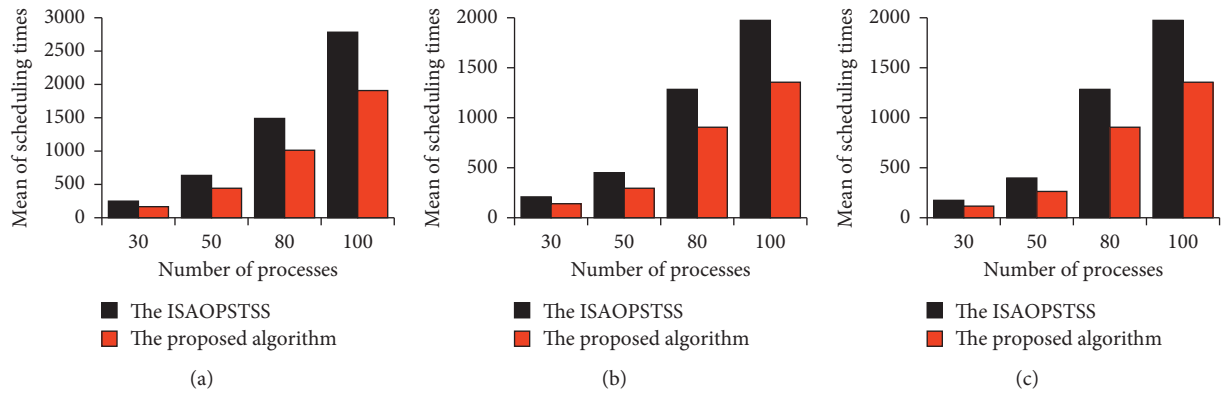 Mean of scheduling times
3000
2500
2000
1500
1000
500
0
30 50 80 100
Number of processes
The ISAOPSTSS
The proposed algorithm
(a)
Mean of scheduling times
2000
1500
1000
500
0
30 50 80 100
Number of processes
The ISAOPSTSS
The proposed algorithm
(b)
Mean of scheduling times
2000
1500
1000
500
0
30 50 80 100
Number of processes
The ISAOPSTSS
The proposed algorithm
(c)